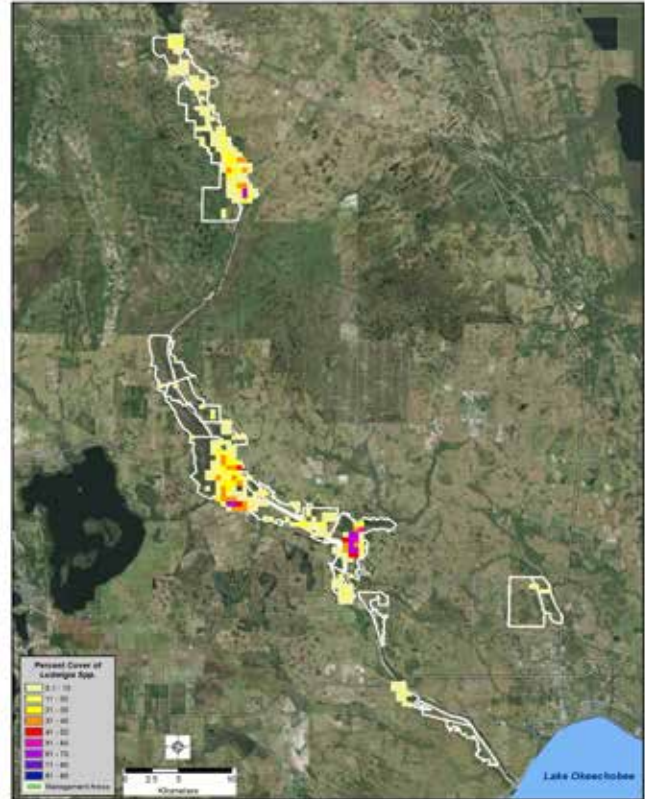 Percent Cover of
Ludwigia Spp.
0.1 - 10
11 - 20
21 - 30
31 - 40
41 - 50
51 - 60
61 - 70
71 - 80
81 - 90
Management Areas
0 2.5 5 10
Kilometers
Lake Okeechobee